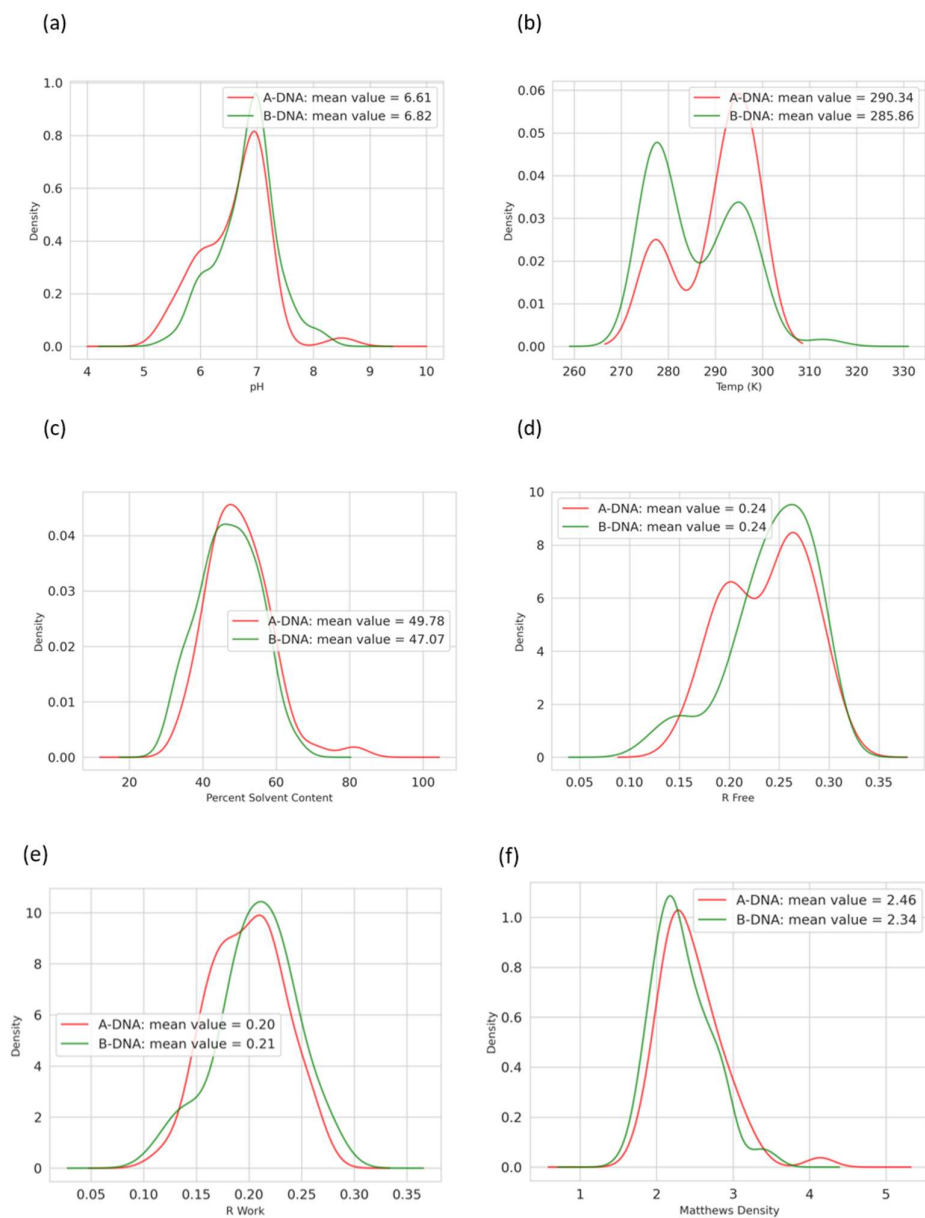 (a)
(b)
1.0
0.8
0.6
0.4
0.2
0.0
Density
A-DNA: mean value = 6.61
B-DNA: mean value = 6.82
4 5 6 7 8 9 10
pH
0.06
0.05
0.04
0.03
0.02
0.01
0.00
Density
A-DNA: mean value = 290.34
B-DNA: mean value = 285.86
260 270 280 290 300 310 320 330
Temp (K)
(c)
(d)
0.04
0.03
0.02
0.01
0.00
Density
A-DNA: mean value = 49.78
B-DNA: mean value = 47.07
20 40 60 80 100
Percent Solvent Content
10
8
6
4
2
0
Density
A-DNA: mean value = 0.24
B-DNA: mean value = 0.24
0.05 0.10 0.15 0.20 0.25 0.30 0.35
R Free
(e)
(f)
10
8
6
4
2
0
Density
A-DNA: mean value = 0.20
B-DNA: mean value = 0.21
0.05 0.10 0.15 0.20 0.25 0.30 0.35
R Work
1.0
0.8
0.6
0.4
0.2
0.0
Density
A-DNA: mean value = 2.46
B-DNA: mean value = 2.34
1 2 3 4 5
Matthews Density